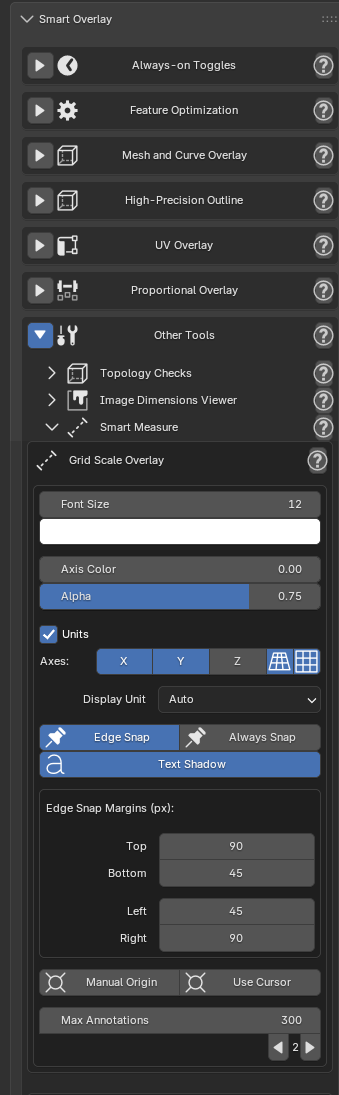 Smart Overlay
Always-on Toggles
Feature Optimization
Mesh and Curve Overlay
High-Precision Outline
UV Overlay
Proportional Overlay
Other Tools
Topology Checks
Image Dimensions Viewer
Smart Measure
Grid Scale Overlay
Font Size 12
Axis Color 0.00
Alpha 0.75
Units
Axes: X Y Z
Display Unit Auto
Edge Snap Always Snap
a Text Shadow
Edge Snap Margins (px):
Top 90
Bottom 45
Left 45
Right 90
Manual Origin Use Cursor
Max Annotations 300
2